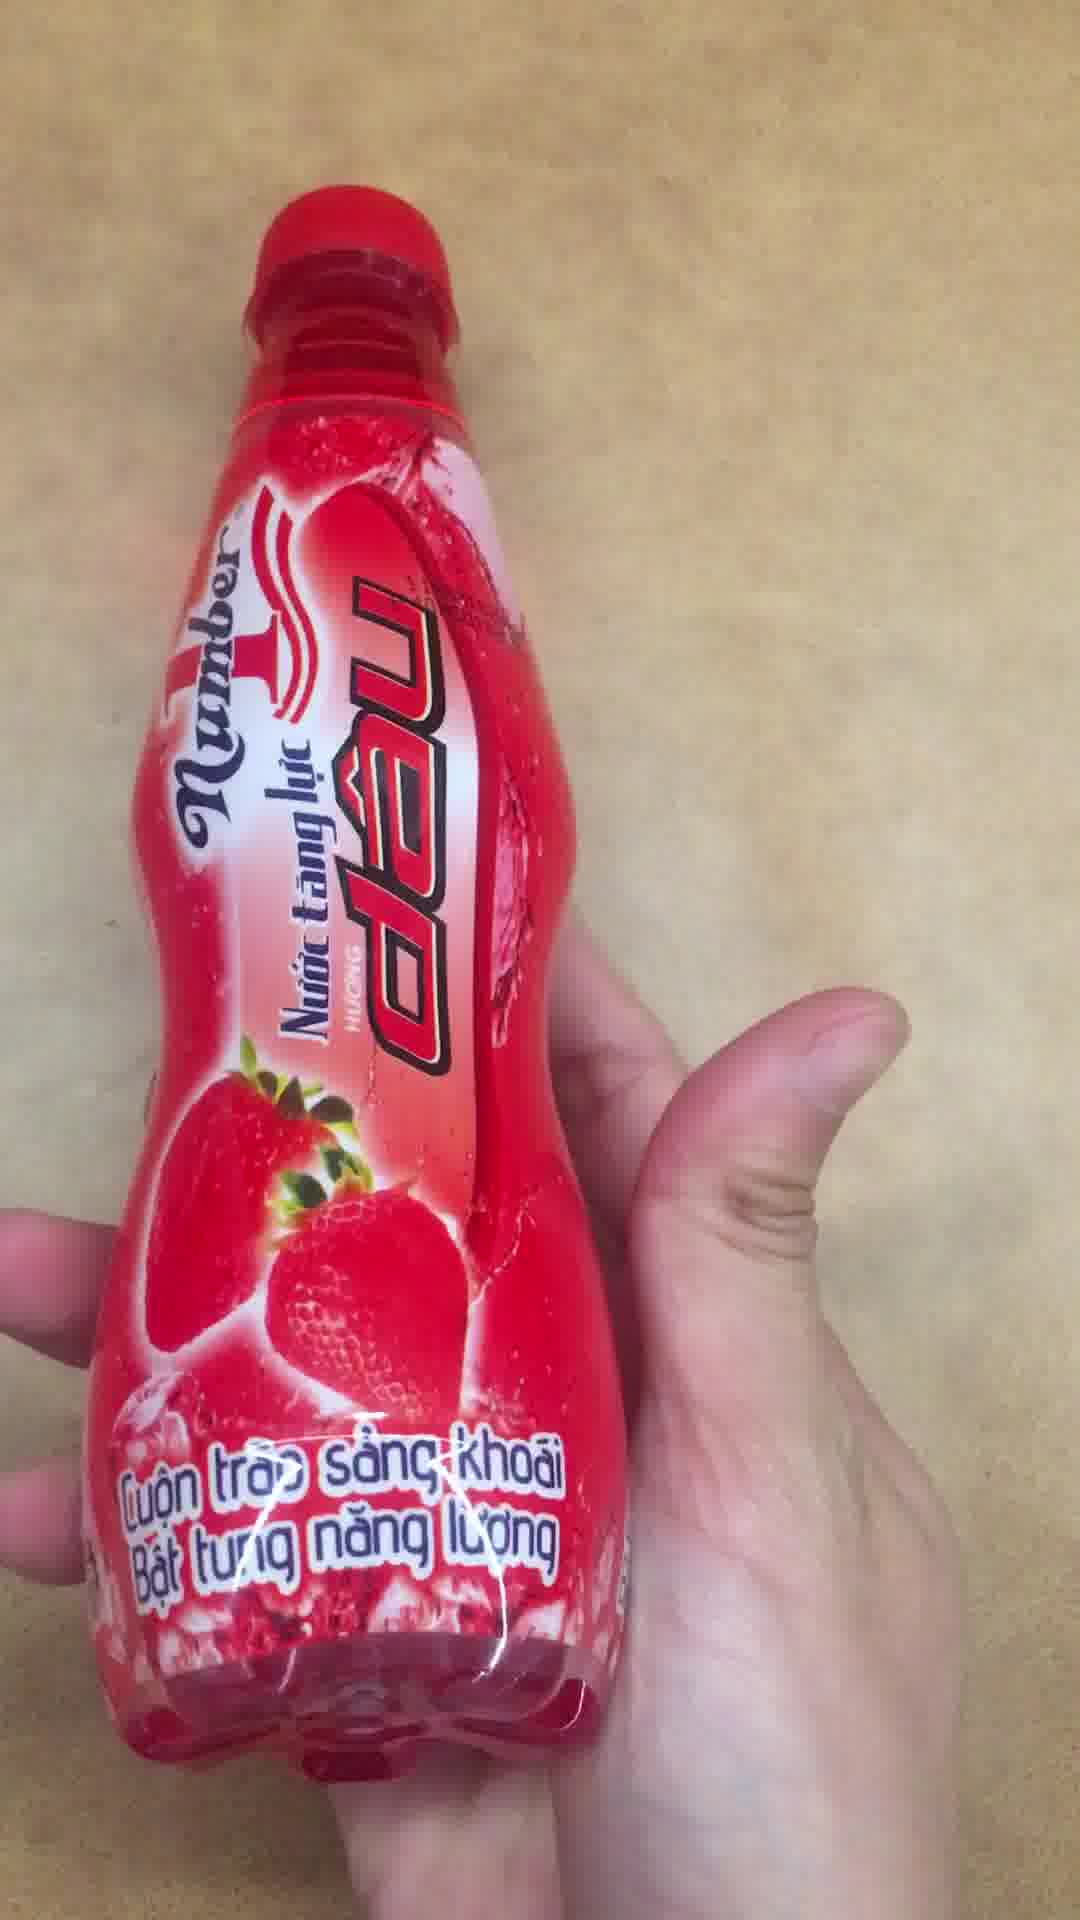 Number 1
Nước tăng lực
HƯƠNG
dâu
Cuộn trào sảng khoái
Bật tung năng lượng